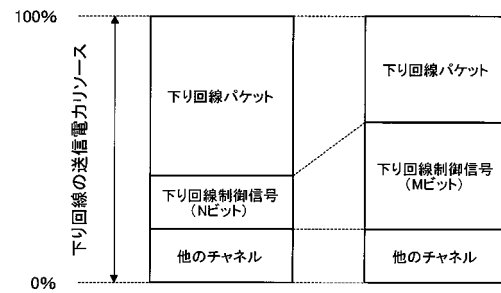 100%
下り回線の送信電力リソース
0%
下り回線パケット
下り回線制御信号
(Nビット)
他のチャネル
下り回線パケット
下り回線制御信号
(Mビット)
他のチャネル